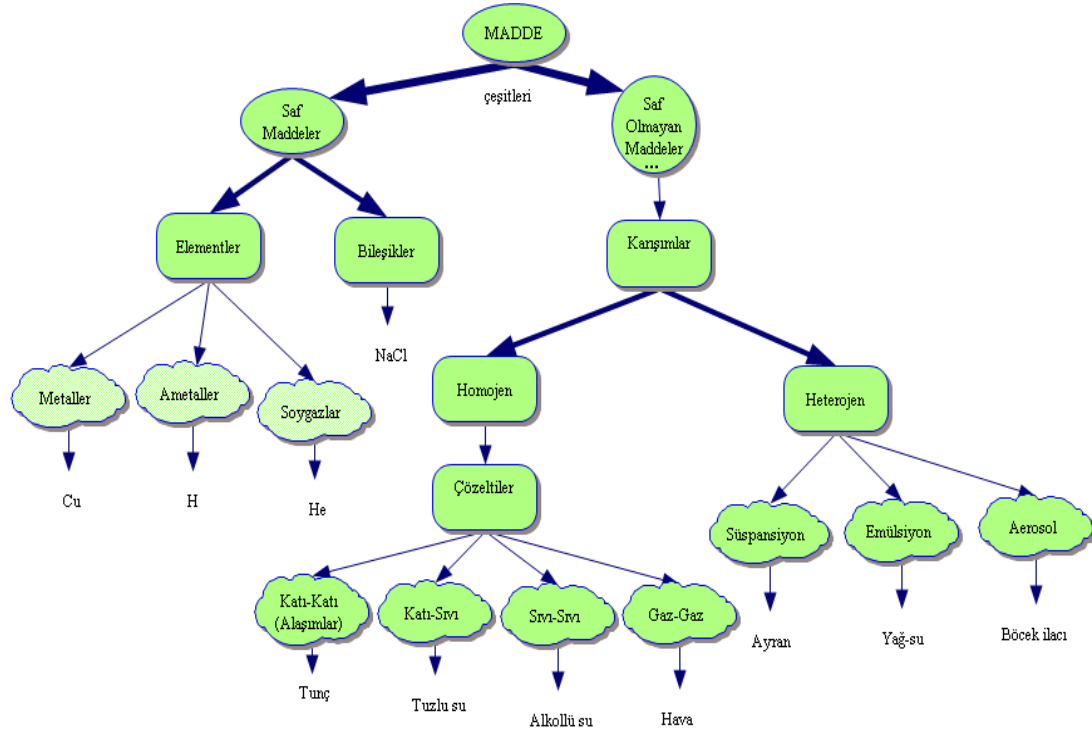 MADDE
çeşitleri
Saf
Maddeler
Saf
Olmayan
Maddeler
...
Elementler
Bileşikler
Karışımlar
NaCl
Homojen
Heterojen
Metaller
Ametaller
Soygazlar
Cu
H
He
Çözeltiler
Süspansiyon
Emülsiyon
Aerosol
Katı-Katı
(Alaşımlar)
Katı-Sıvı
Sıvı-Sıvı
Gaz-Gaz
Ayran
Yağ-su
Böcek ilacı
Tunç
Tuzlu su
Alkollü su
Hava